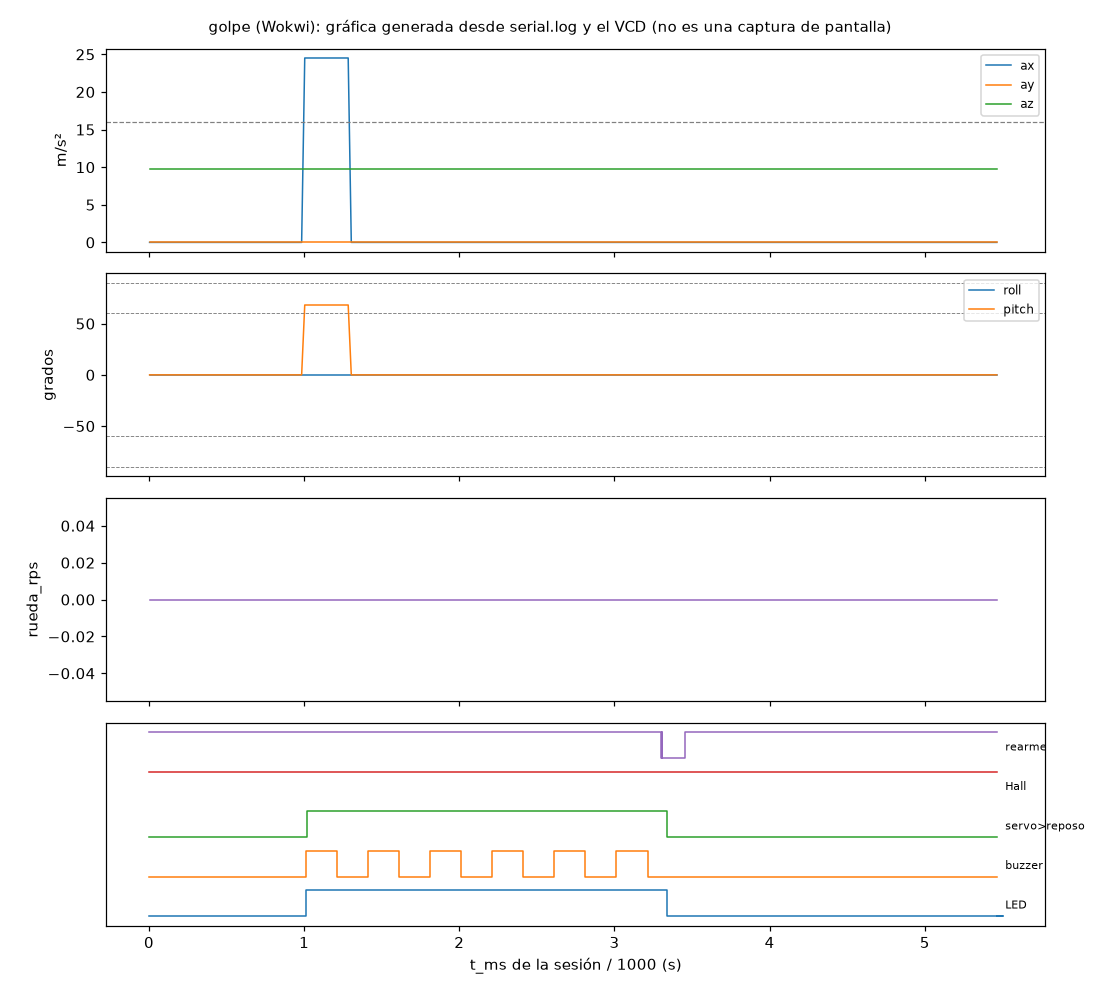 golpe (Wokwi): gráfica generada desde serial.log y el VCD (no es una captura de pantalla)
25
20
15
10
5
0
m/s²
ax
ay
az
50
0
−50
grados
roll
pitch
0.04
0.02
0.00
−0.02
−0.04
rueda_rps
rearme
Hall
servo>reposo
buzzer
LED
0 1 2 3 4 5
t_ms de la sesión / 1000 (s)